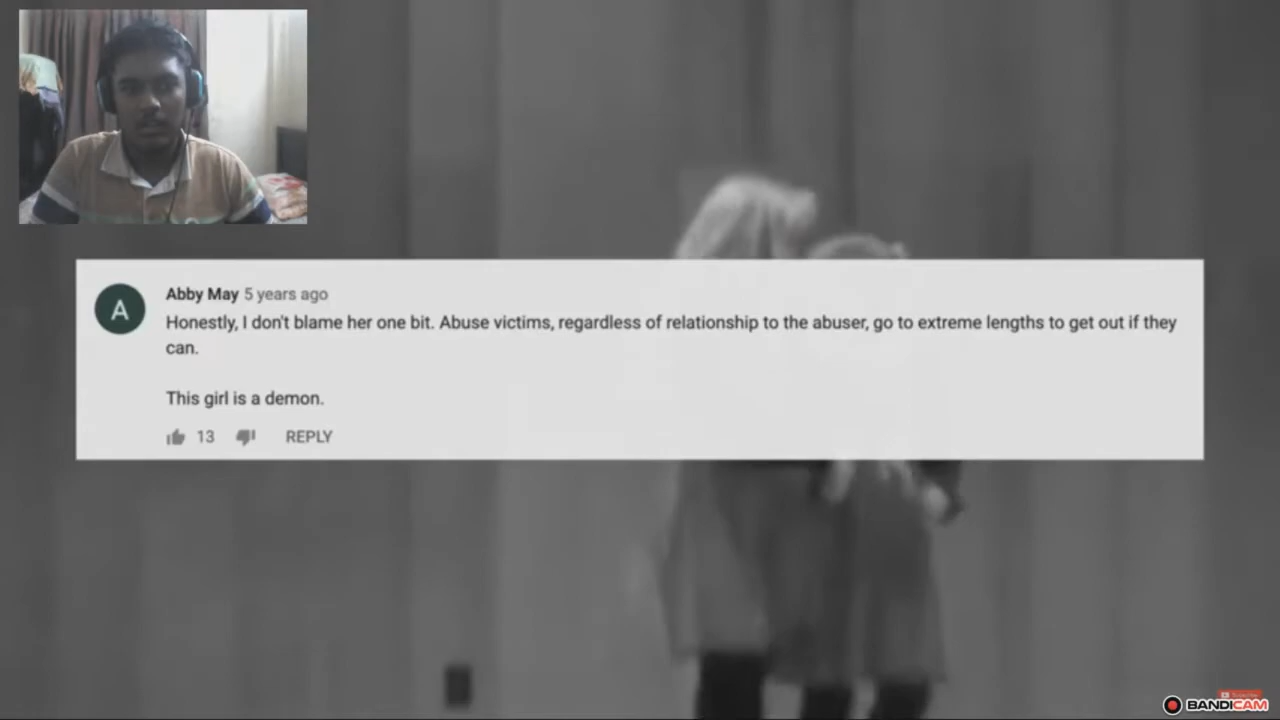 A
Abby May 5 years ago
Honestly, I don't blame her one bit. Abuse victims, regardless of relationship to the abuser, go to extreme lengths to get out if they
can.
This girl is a demon.
13 REPLY
BANDICAM